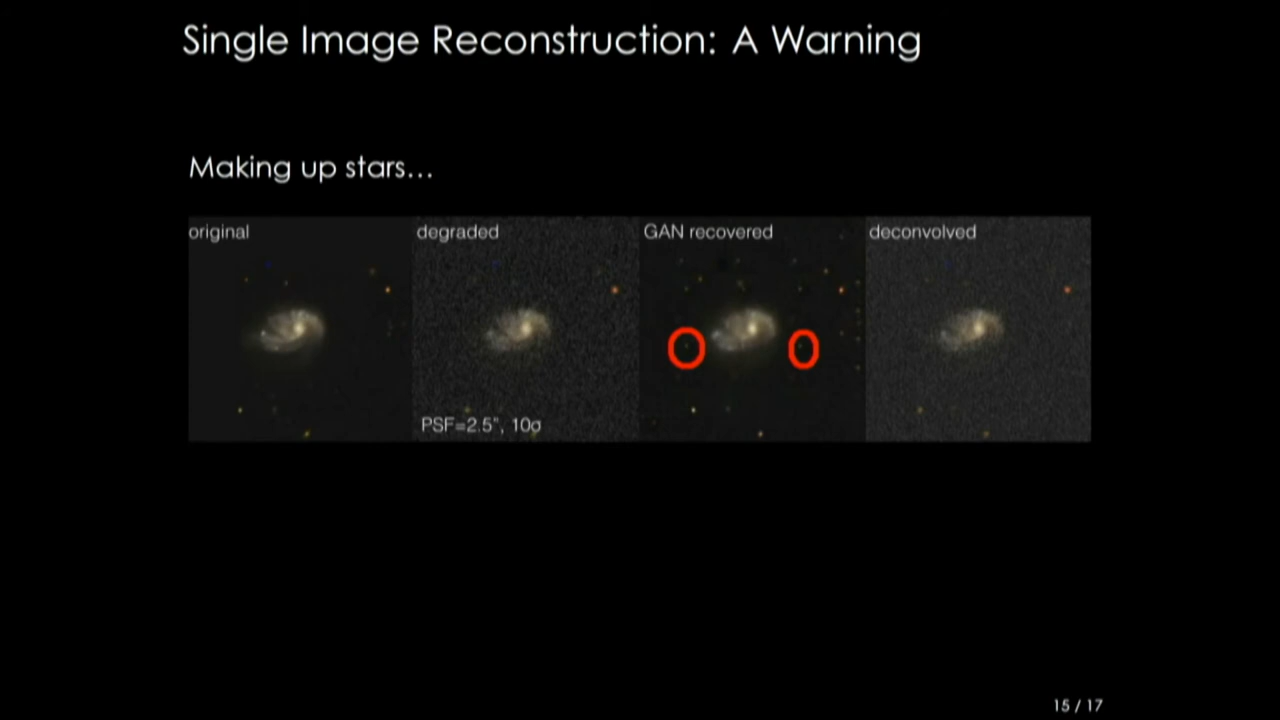 Single Image Reconstruction: A Warning
Making up stars...
original
degraded
GAN recovered
deconvolved
PSF=2.5", 10σ
15 / 17